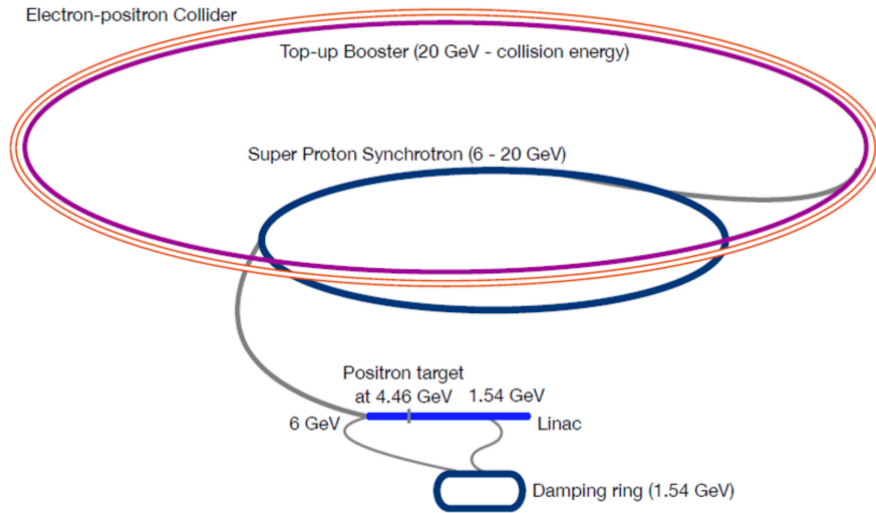 Electron-positron Collider
Top-up Booster (20 GeV - collision energy)
Super Proton Synchrotron (6 - 20 GeV)
Positron target
at 4.46 GeV
1.54 GeV
6 GeV
Linac
Damping ring (1.54 GeV)